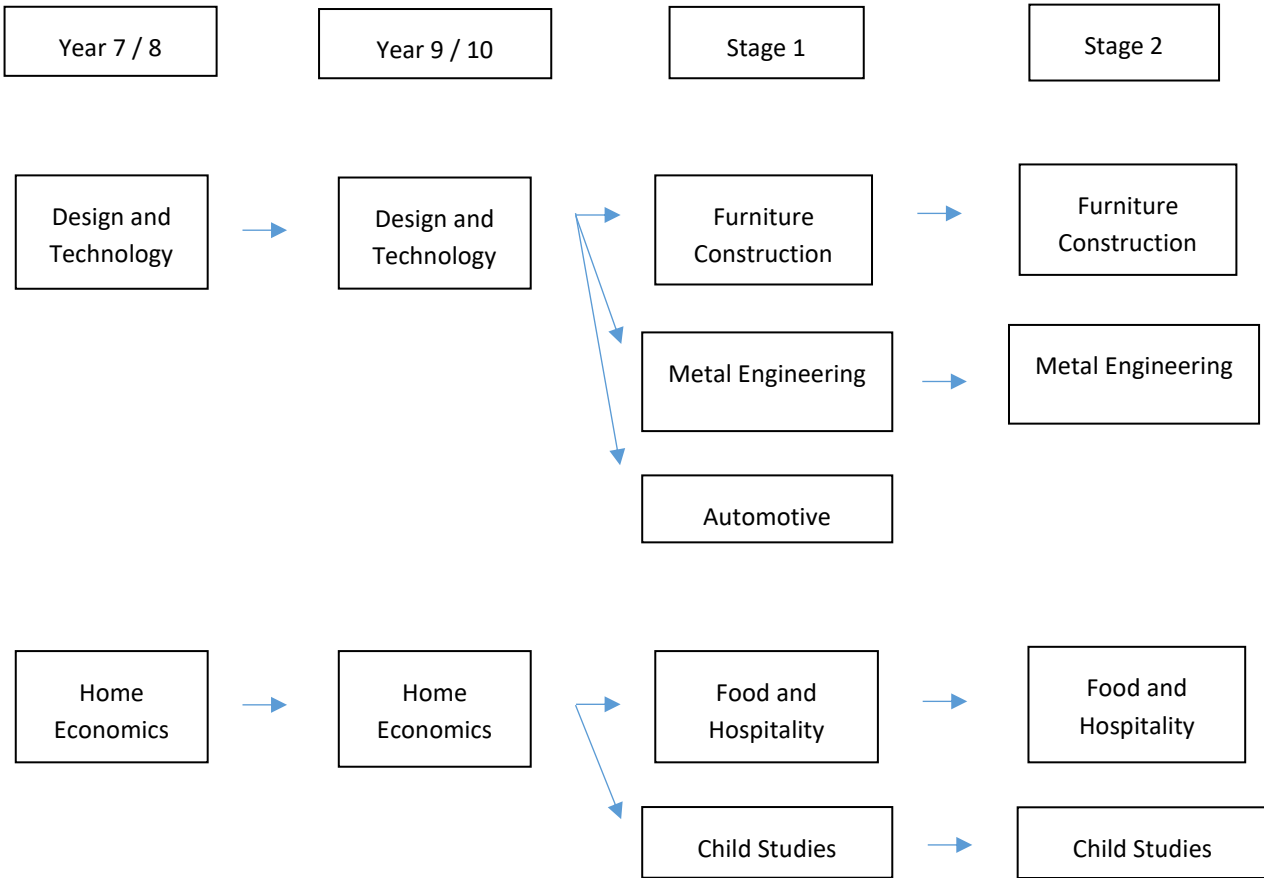 Year 7 / 8
Year 9 / 10
Stage 1
Stage 2
Design and
Technology
Design and
Technology
Furniture
Construction
Furniture
Construction
Metal Engineering
Metal Engineering
Automotive
Home
Economics
Home
Economics
Food and
Hospitality
Food and
Hospitality
Child Studies
Child Studies